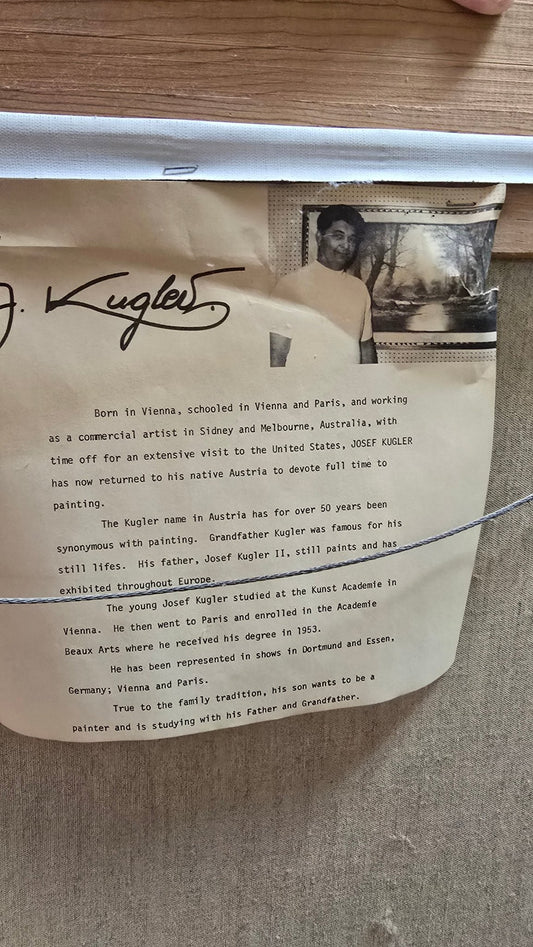 J. Kugler.
Born in Vienna, schooled in Vienna and Paris, and working
as a commercial artist in Sidney and Melbourne, Australia, with
time off for an extensive visit to the United States, JOSEF KUGLER
has now returned to his native Austria to devote full time to
painting.
The Kugler name in Austria has for over 50 years been
synonymous with painting. Grandfather Kugler was famous for his
still lifes. His father, Josef Kugler II, still paints and has
exhibited throughout Europe.
The young Josef Kugler studied at the Kunst Academie in
Vienna. He then went to Paris and enrolled in the Academie
Beaux Arts where he received his degree in 1953.
He has been represented in shows in Dortmund and Essen,
Germany; Vienna and Paris.
True to the family tradition, his son wants to be a
painter and is studying with his Father and Grandfather.